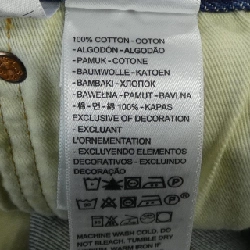 100% COTTON - COTON
-ALGODÓN - ALGODÃO
-PAMUK - COTONE
-BAUMWOLLE - KATOEN
-BAMBAKI - ХЛОПОК
-BAWEŁNA - PAMUT - BAVLNA
-棉 - 면 - 綿 100% - KAPAS
EXCLUSIVE OF DECORATION
- EXCLUANT
L'ORNEMENTATION -
EXCLUYENDO ELEMENTOS
DECORATIVOS - EXCLUINDO
DECORAÇÃO
MACHINE WASH COLD. DO
NOT BLEACH. TUMBLE DRY